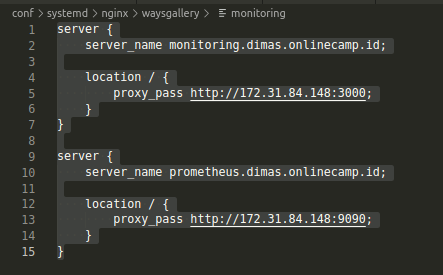 conf > systemd > nginx > waysgallery > monitoring
1 server {
2     server_name monitoring.dimas.onlinecamp.id;
3
4     location / {
5         proxy_pass http://172.31.84.148:3000;
6     }
7 }
8
9 server {
10     server_name prometheus.dimas.onlinecamp.id;
11
12     location / {
13         proxy_pass http://172.31.84.148:9090;
14     }
15 }